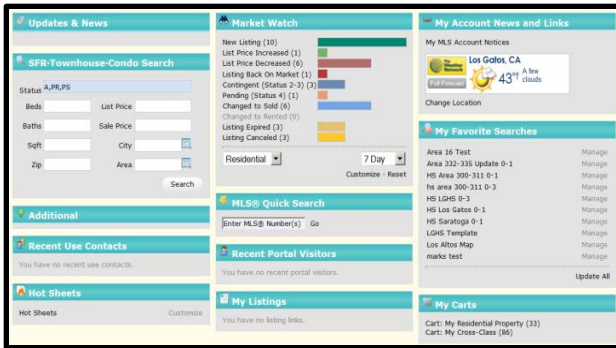 Updates & News
SFR-Townhouse-Condo Search
Status A,PR,PS
Beds List Price
Baths Sale Price
Sqft City
Zip Area
Search
Additional
Recent Use Contacts
You have no recent use contacts.
Hot Sheets
Hot Sheets Customize
Market Watch
New Listing (10)
List Price Increased (1)
List Price Decreased (6)
Listing Back On Market (1)
Contingent (Status 2-3) (3)
Pending (Status 4) (1)
Changed to Sold (6)
Changed to Rented (0)
Listing Expired (3)
Listing Canceled (3)
Residential 7 Day
Customize - Reset
MLS® Quick Search
Enter MLS® Number(s) Go
Recent Portal Visitors
You have no recent portal visitors.
My Listings
You have no listing links.
My Account News and Links
My MLS Account Notices
The Weather Network
Los Gatos, CA
Full Forecast
43°F A few clouds
Change Location
My Favorite Searches
Area 16 Test Manage
Area 332-335 Update 0-1 Manage
HS Area 300-311 0-1 Manage
hs area 300-311 0-3 Manage
HS LGHS 0-3 Manage
HS Los Gatos 0-1 Manage
HS Saratoga 0-1 Manage
LGHS Template Manage
Los Altos Map Manage
marks test Manage
Update All
My Carts
Cart: My Residential Property (33)
Cart: My Cross-Class (86)